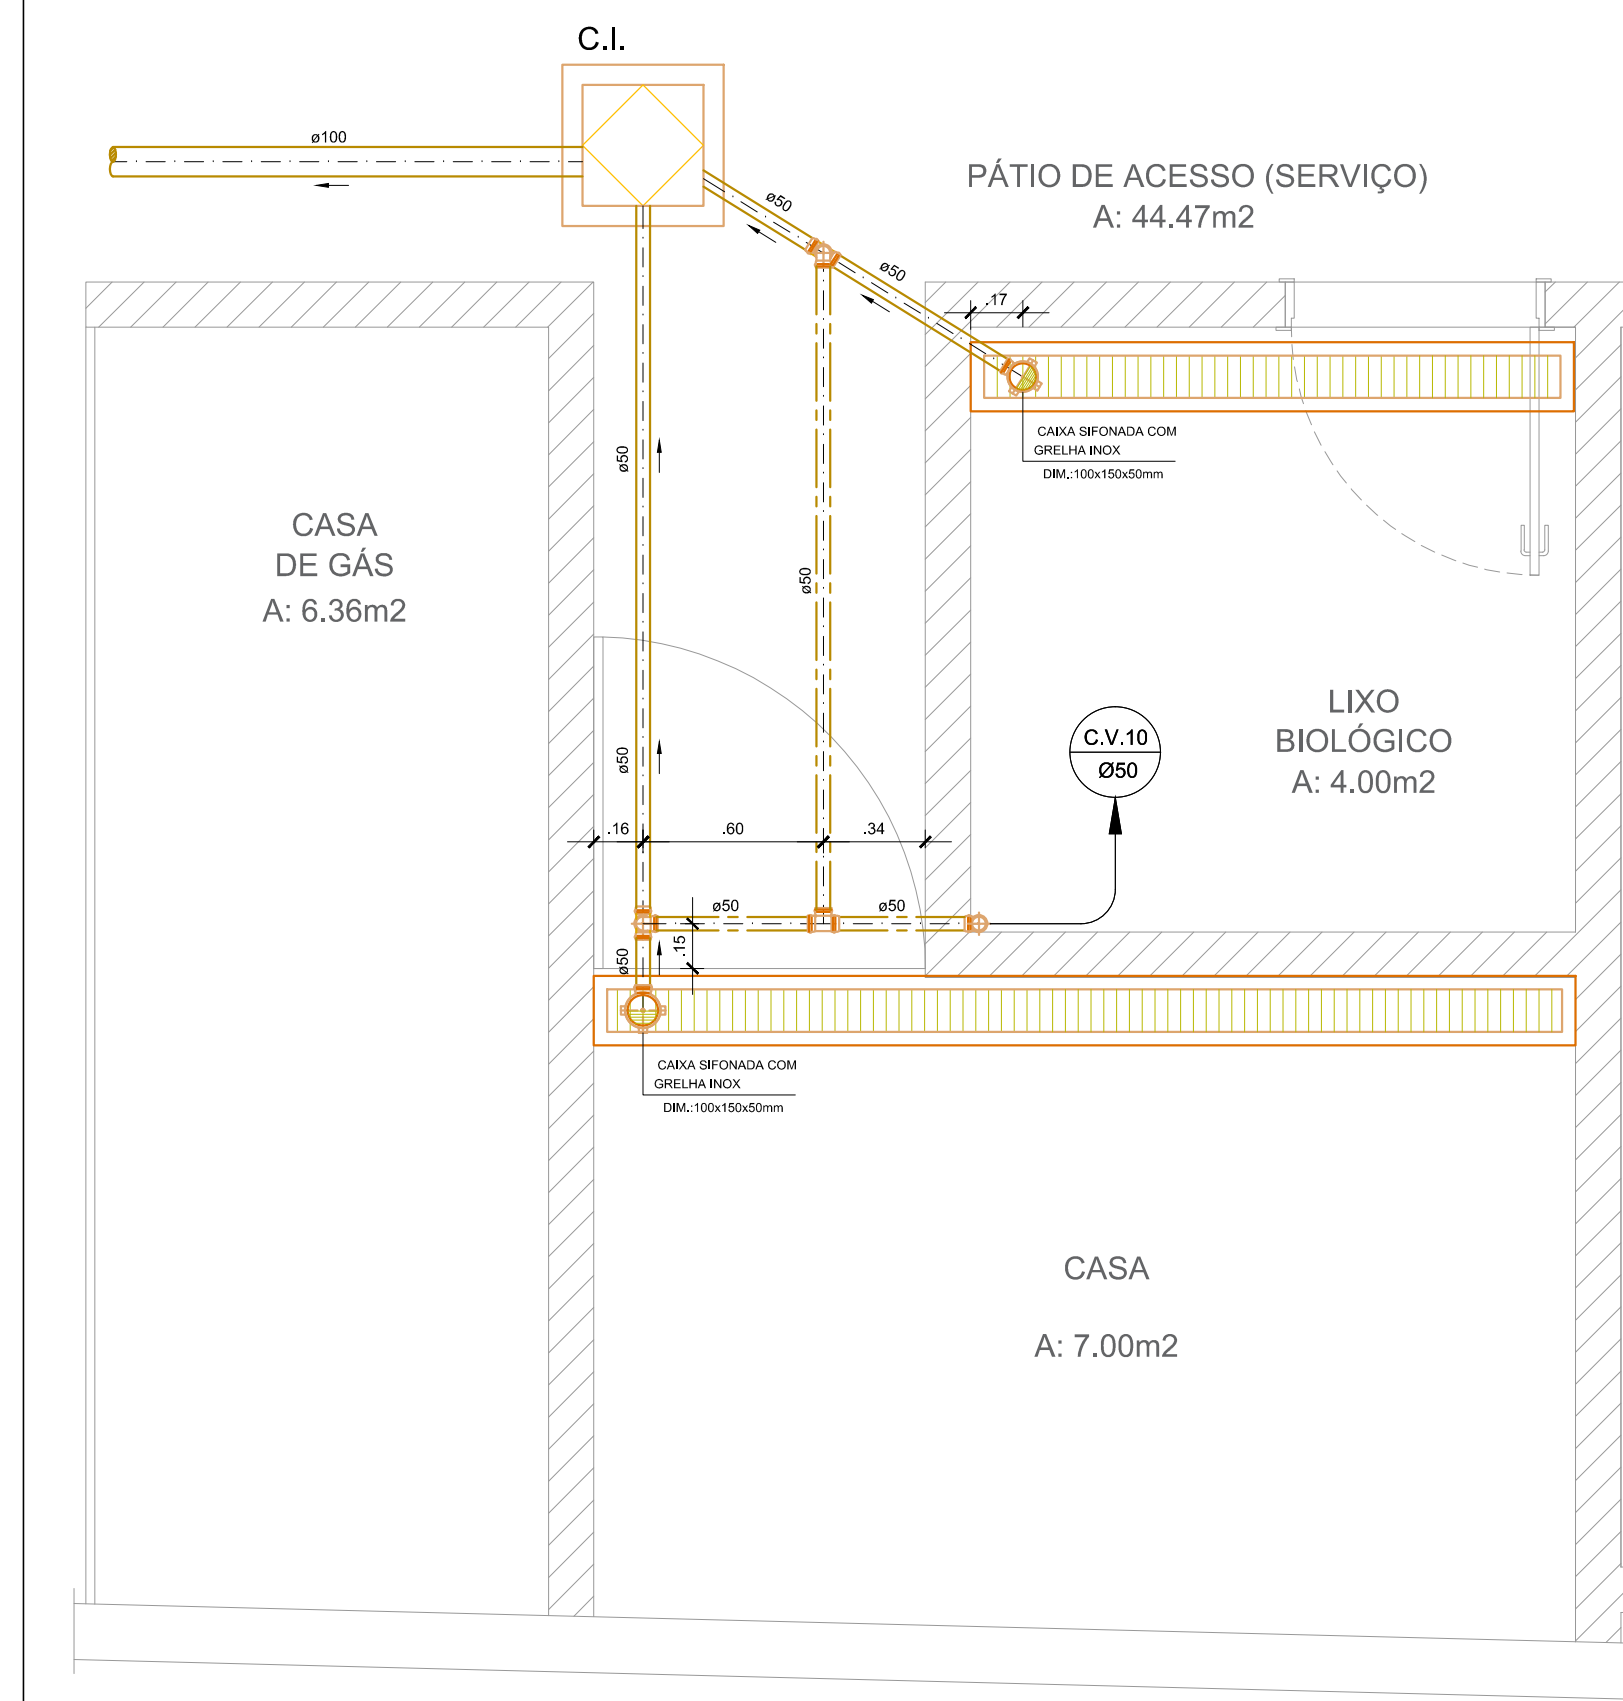 C.I.
ø100
ø50
PÁTIO DE ACESSO (SERVIÇO)
A: 44.47m2
ø50
.17
CAIXA SIFONADA COM
GRELHA INOX
DIM.:100x150x50mm
ø50
CASA
DE GÁS
A: 6.36m2
ø50
LIXO
BIOLÓGICO
A: 4.00m2
C.V.10
Ø50
ø50
.16
.60
.34
ø50
ø50
.15
ø50
CAIXA SIFONADA COM
GRELHA INOX
DIM.:100x150x50mm
CASA
A: 7.00m2